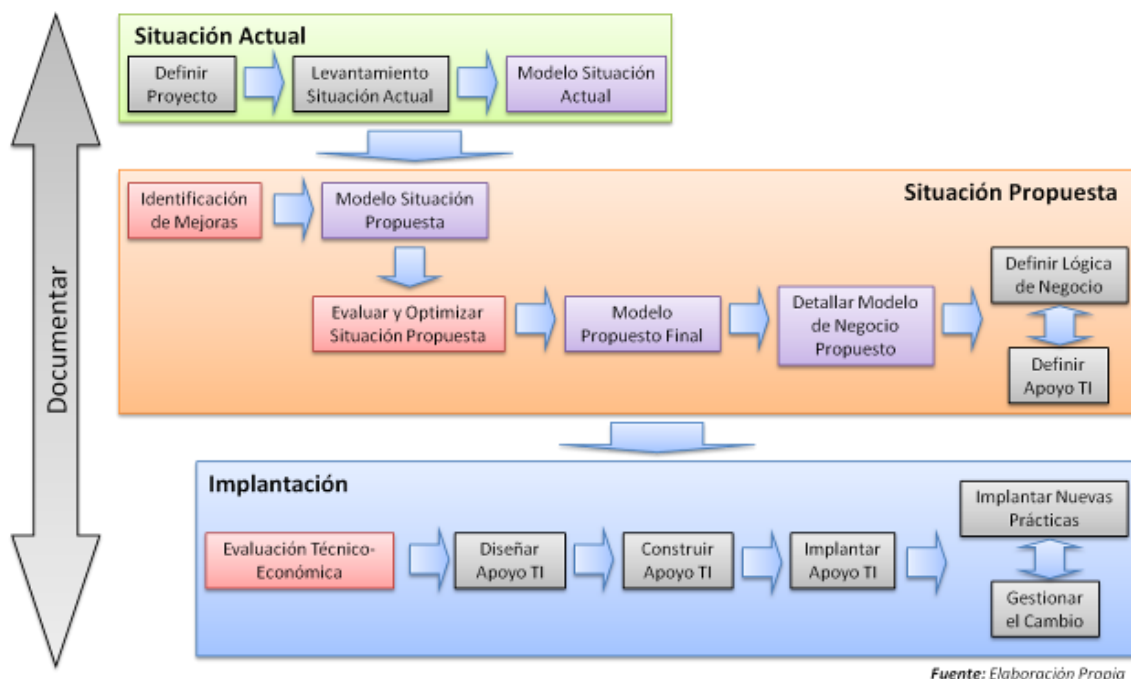 Situación Actual
Definir
Proyecto
Levantamiento
Situación Actual
Modelo Situación
Actual
Documentar
Situación Propuesta
Identificación
de Mejoras
Modelo Situación
Propuesta
Evaluar y Optimizar
Situación Propuesta
Modelo
Propuesto Final
Detallar Modelo
de Negocio
Propuesto
Definir Lógica
de Negocio
Definir
Apoyo TI
Implantación
Evaluación Técnico-
Económica
Diseñar
Apoyo TI
Construir
Apoyo TI
Implantar
Apoyo TI
Implantar Nuevas
Prácticas
Gestionar
el Cambio
Fuente: Elaboración Propia